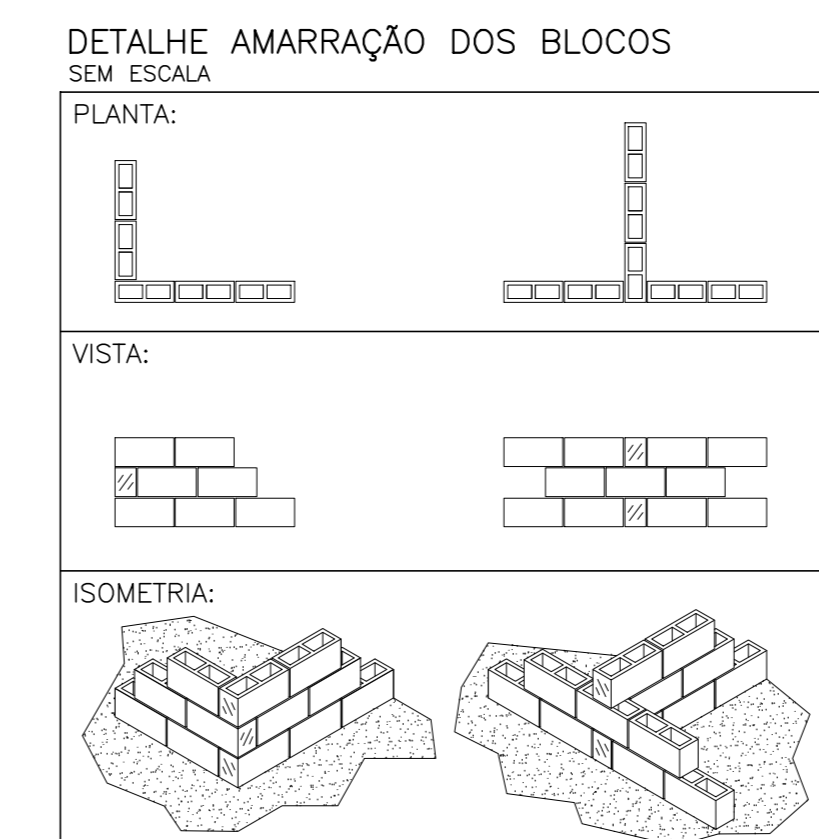 DETALHE AMARRAÇÃO DOS BLOCOS
SEM ESCALA
PLANTA:
VISTA:
ISOMETRIA: